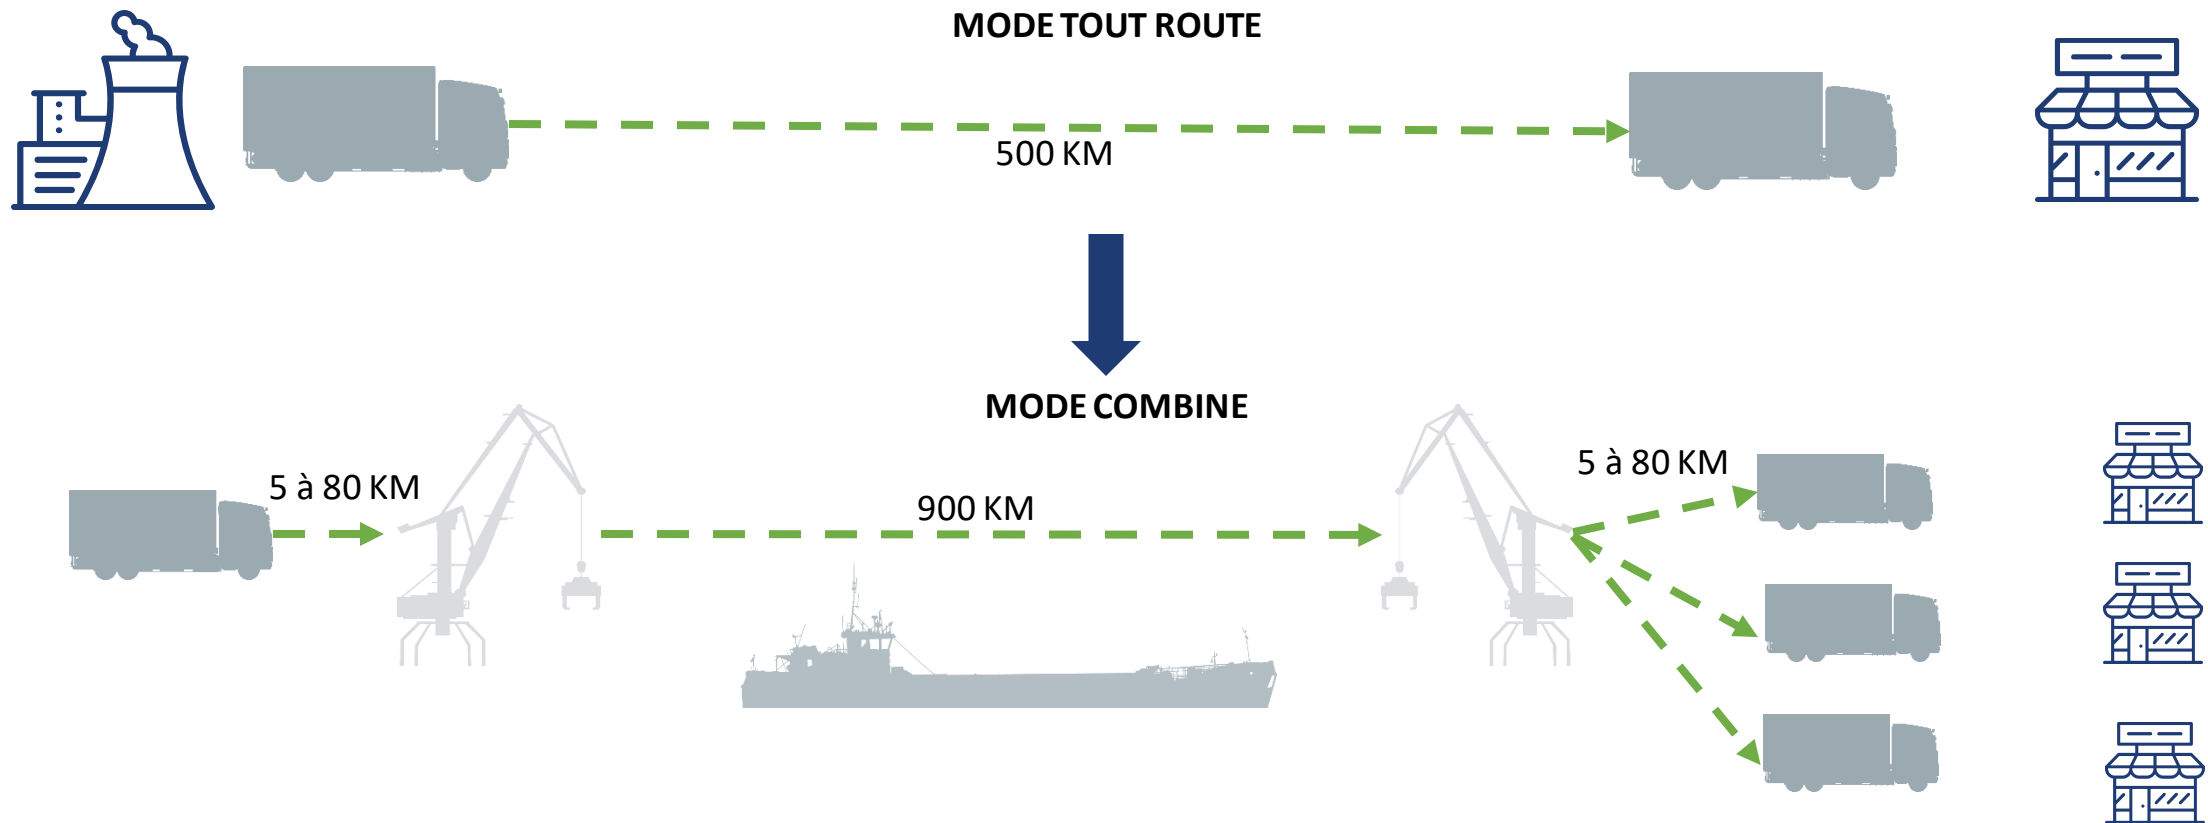 MODE TOUT ROUTE
500 KM
MODE COMBINE
5 à 80 KM
900 KM
5 à 80 KM